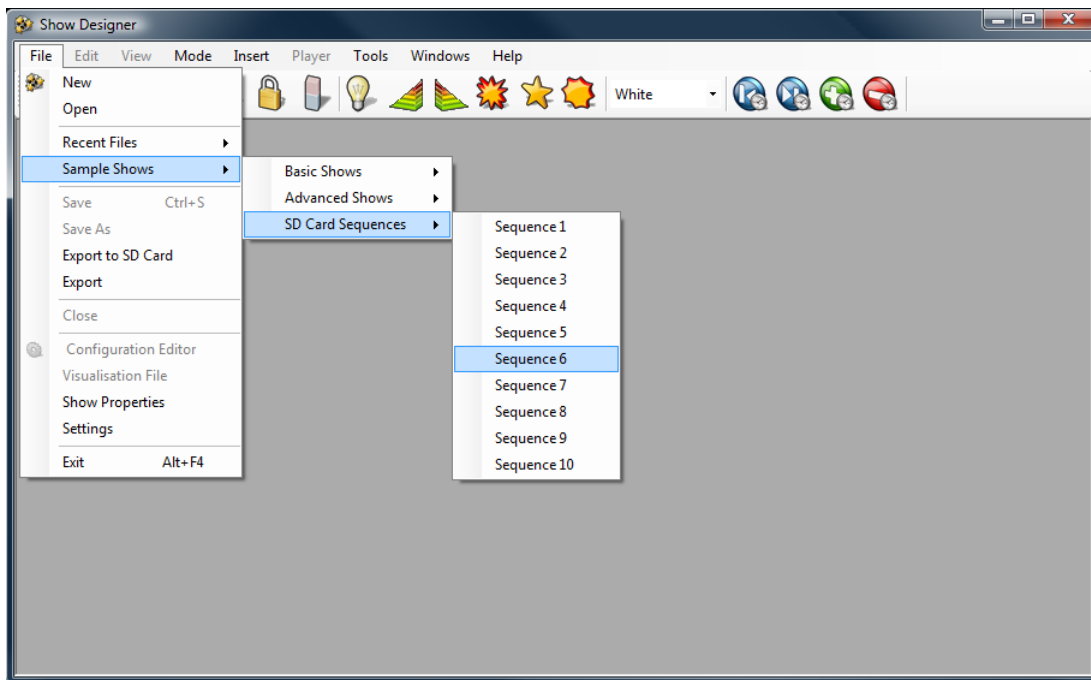 Show Designer
File Edit View Mode Insert Player Tools Windows Help
White
New
Open
Recent Files
Sample Shows
Save Ctrl+S
Save As
Export to SD Card
Export
Close
Configuration Editor
Visualisation File
Show Properties
Settings
Exit Alt+F4
Basic Shows
Advanced Shows
SD Card Sequences
Sequence 1
Sequence 2
Sequence 3
Sequence 4
Sequence 5
Sequence 6
Sequence 7
Sequence 8
Sequence 9
Sequence 10